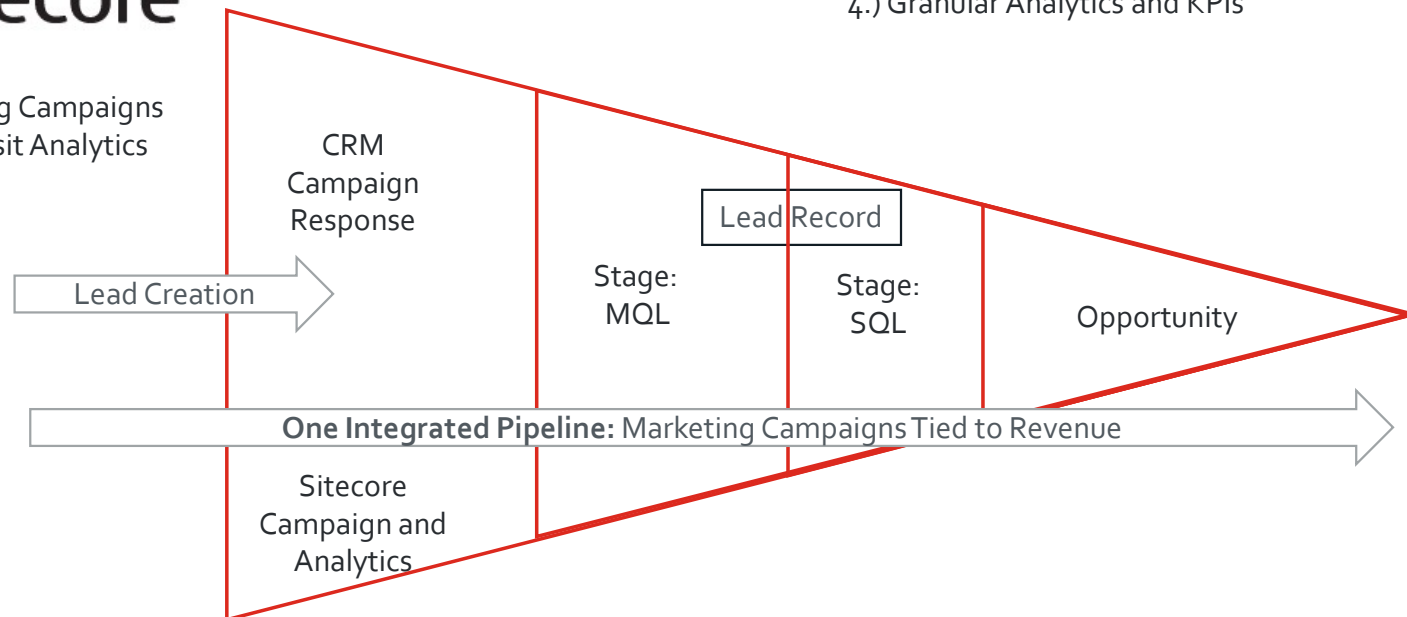 ecore
4.) Granular Analytics and KPIs
g Campaigns
sit Analytics
CRM
Campaign
Response
Lead Record
Lead Creation
Stage:
MQL
Stage:
SQL
Opportunity
One Integrated Pipeline: Marketing Campaigns Tied to Revenue
Sitecore
Campaign and
Analytics